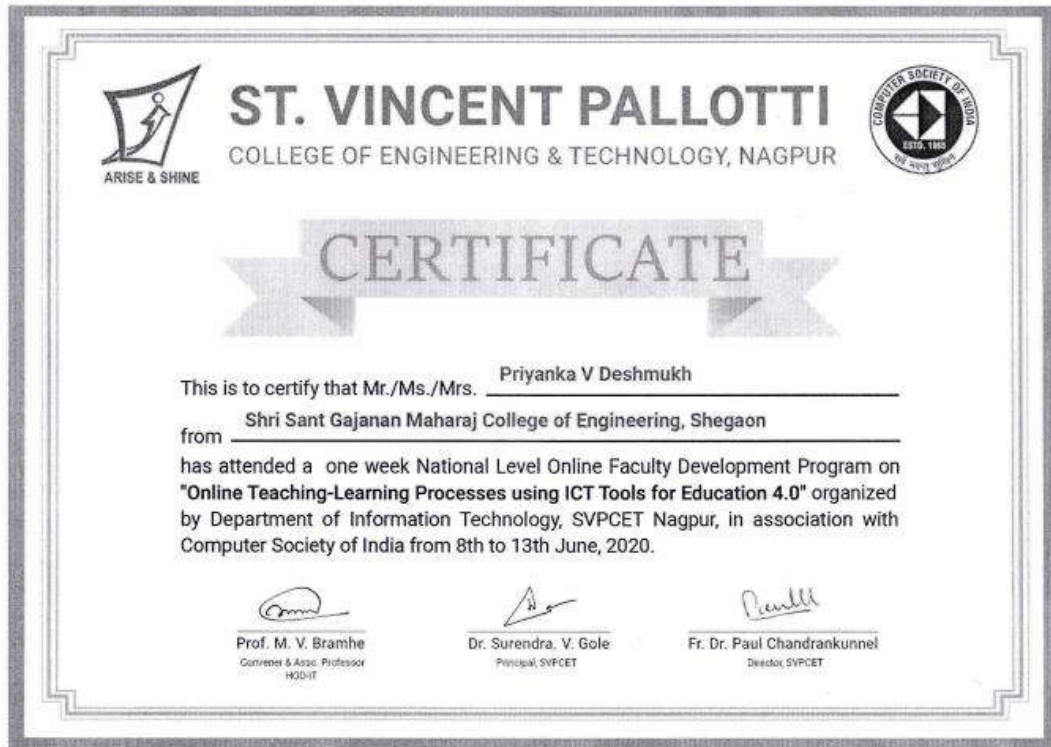 ST. VINCENT PALLOTTI
COLLEGE OF ENGINEERING & TECHNOLOGY, NAGPUR
ARISE & SHINE
COMPUTER SOCIETY OF INDIA
ESTD. 1965
CERTIFICATE
This is to certify that Mr./Ms./Mrs. Priyanka V Deshmukh
from Shri Sant Gajanan Maharaj College of Engineering, Shegaon
has attended a one week National Level Online Faculty Development Program on
"Online Teaching-Learning Processes using ICT Tools for Education 4.0" organized
by Department of Information Technology, SVPCET Nagpur, in association with
Computer Society of India from 8th to 13th June, 2020.
Prof. M. V. Bramhe
Convener & Asso. Professor
HOD-IT
Dr. Surendra. V. Gole
Principal, SVPCET
Fr. Dr. Paul Chandrankunnel
Director, SVPCET